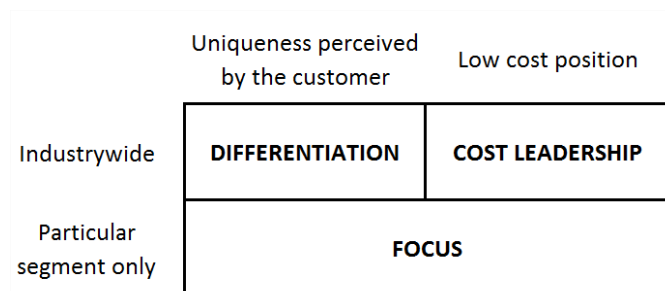 Uniqueness perceived
by the customer
Low cost position
Industrywide
DIFFERENTIATION
COST LEADERSHIP
Particular
segment only
FOCUS